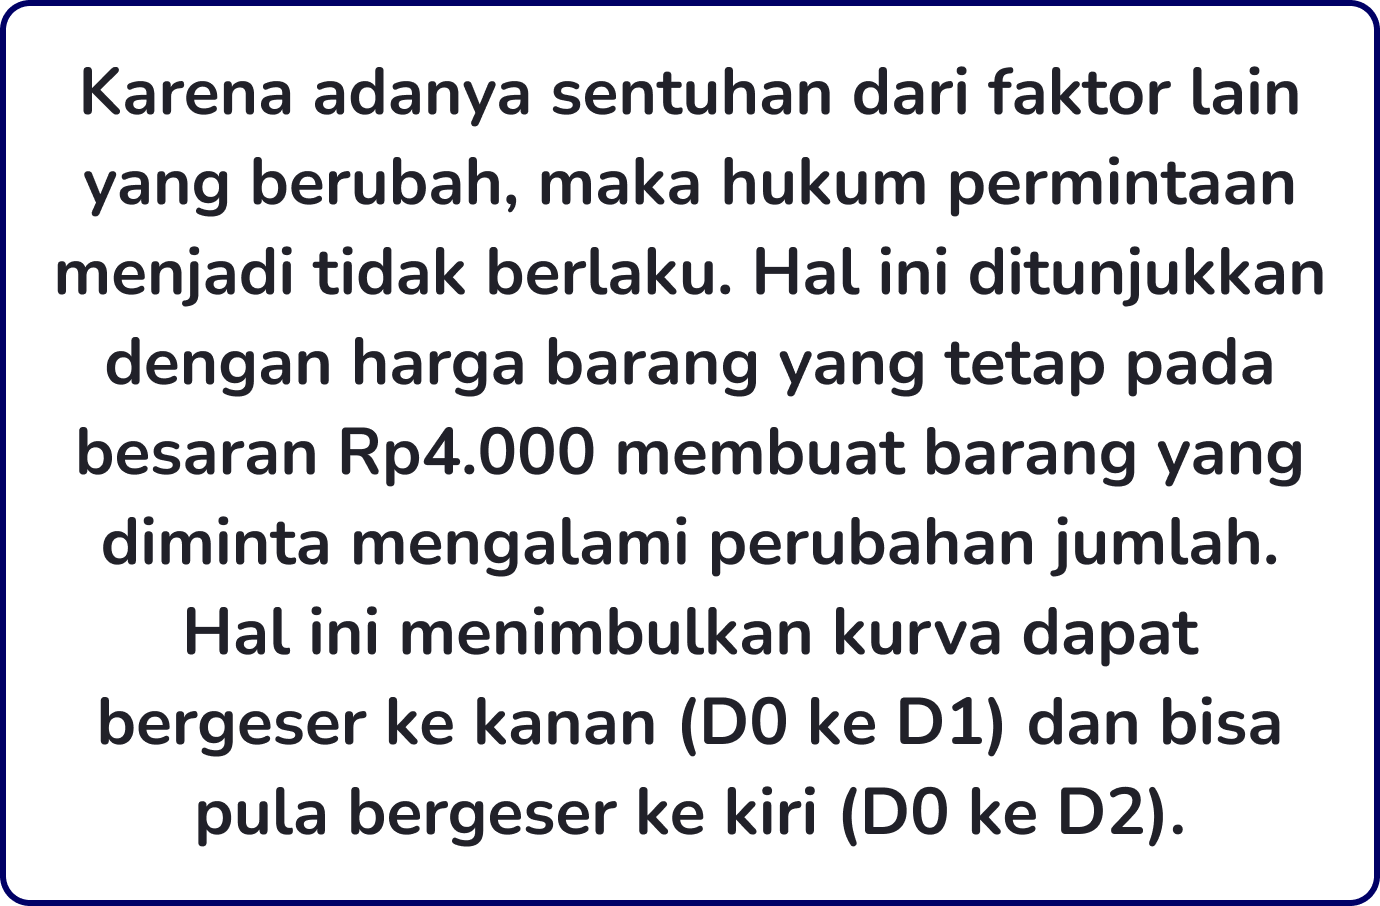 Karena adanya sentuhan dari faktor lain
yang berubah, maka hukum permintaan
menjadi tidak berlaku. Hal ini ditunjukkan
dengan harga barang yang tetap pada
besaran Rp4.000 membuat barang yang
diminta mengalami perubahan jumlah.
Hal ini menimbulkan kurva dapat
bergeser ke kanan (D0 ke D1) dan bisa
pula bergeser ke kiri (D0 ke D2).